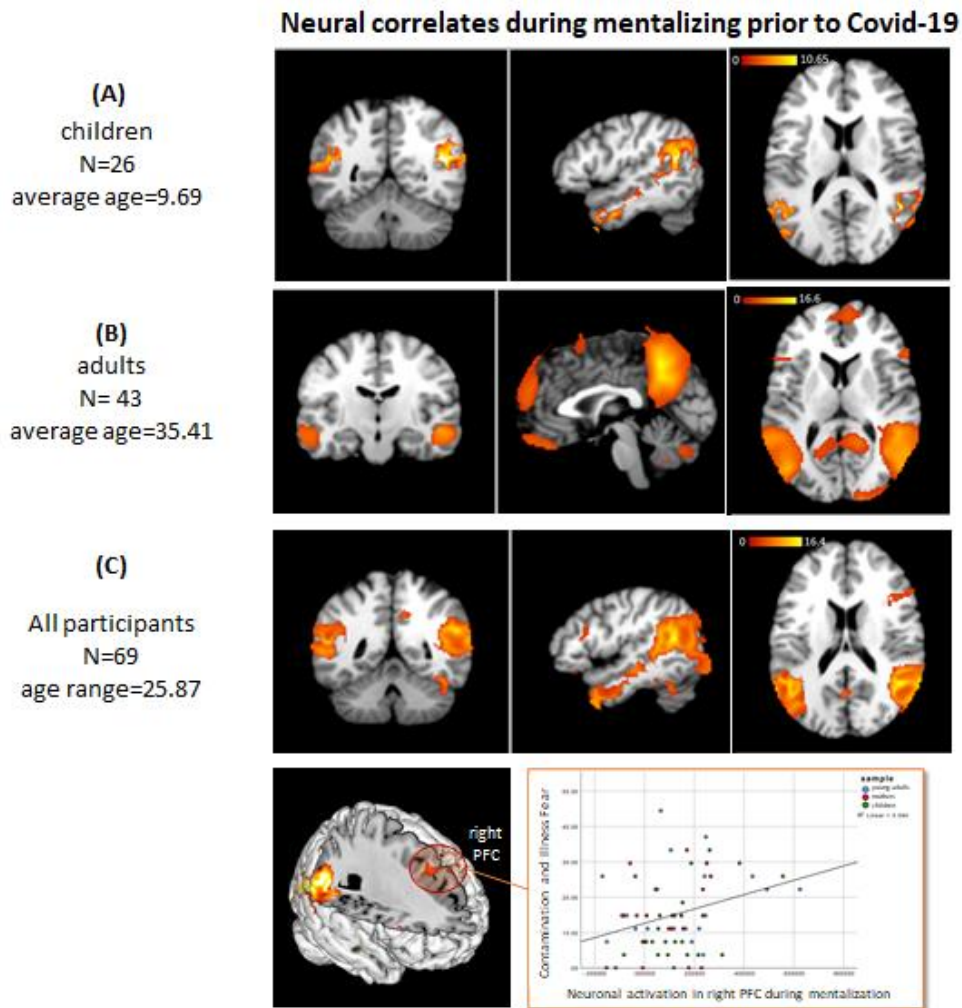 Neural correlates during mentalizing prior to Covid-19
(A)
children
N=26
average age=9.69
0 10.65
(B)
adults
N= 43
average age=35.41
0 16.6
(C)
All participants
N=69
age range=25.87
0 16.4
right
PFC
Contamination and Illness Fear
sample
young adults
mothers
children
Neuronal activation in right PFC during mentalization